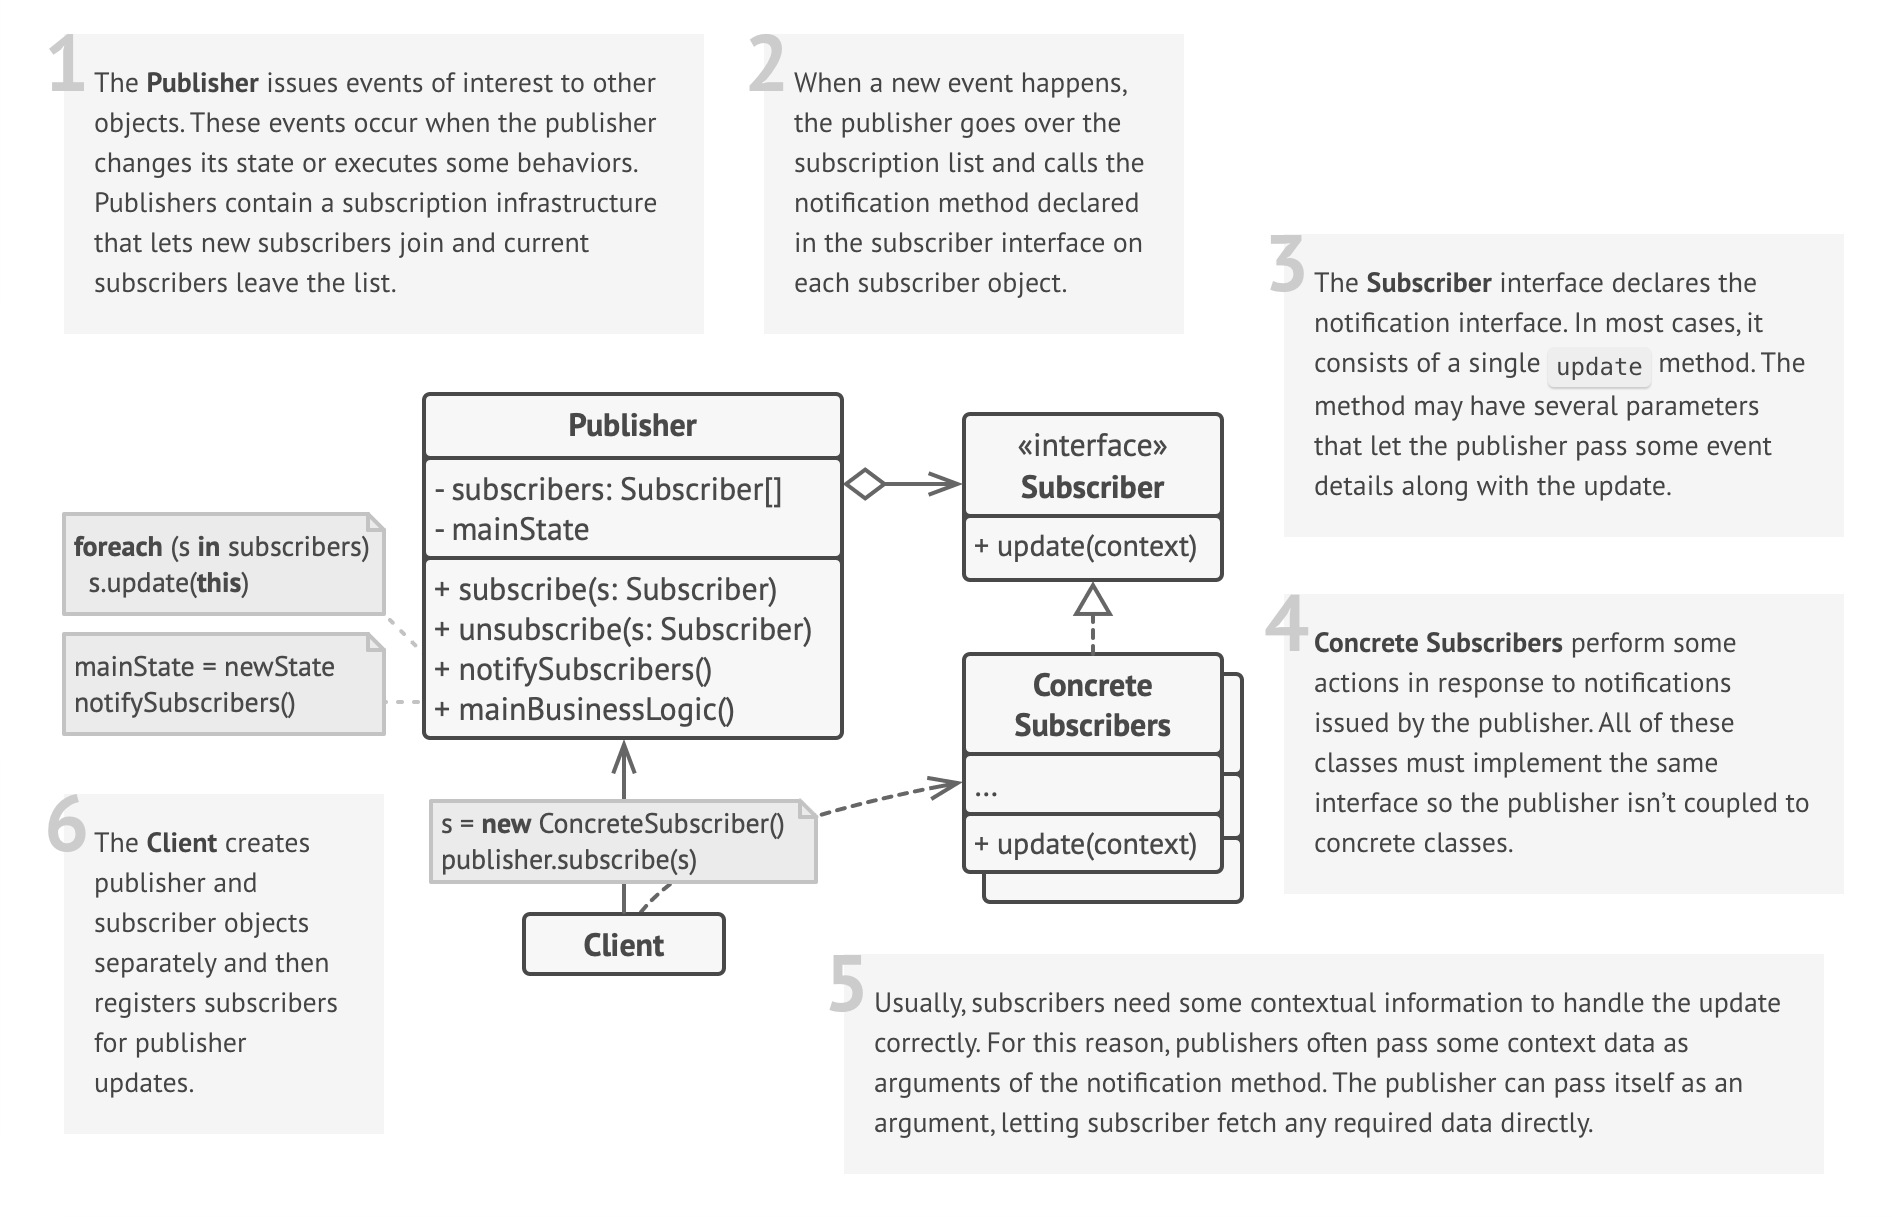 1
The Publisher issues events of interest to other
objects. These events occur when the publisher
changes its state or executes some behaviors.
Publishers contain a subscription infrastructure
that lets new subscribers join and current
subscribers leave the list.
2
When a new event happens,
the publisher goes over the
subscription list and calls the
notification method declared
in the subscriber interface on
each subscriber object.
3
The Subscriber interface declares the
notification interface. In most cases, it
consists of a single update method. The
method may have several parameters
that let the publisher pass some event
details along with the update.
Publisher
- subscribers: Subscriber[]
- mainState
+ subscribe(s: Subscriber)
+ unsubscribe(s: Subscriber)
+ notifySubscribers()
+ mainBusinessLogic()
«interface»
Subscriber
+ update(context)
foreach (s in subscribers)
s.update(this)
mainState = newState
notifySubscribers()
4
Concrete Subscribers perform some
actions in response to notifications
issued by the publisher. All of these
classes must implement the same
interface so the publisher isn’t coupled to
concrete classes.
Concrete
Subscribers
...
+ update(context)
s = new ConcreteSubscriber()
publisher.subscribe(s)
Client
6
The Client creates
publisher and
subscriber objects
separately and then
registers subscribers
for publisher
updates.
5
Usually, subscribers need some contextual information to handle the update
correctly. For this reason, publishers often pass some context data as
arguments of the notification method. The publisher can pass itself as an
argument, letting subscriber fetch any required data directly.